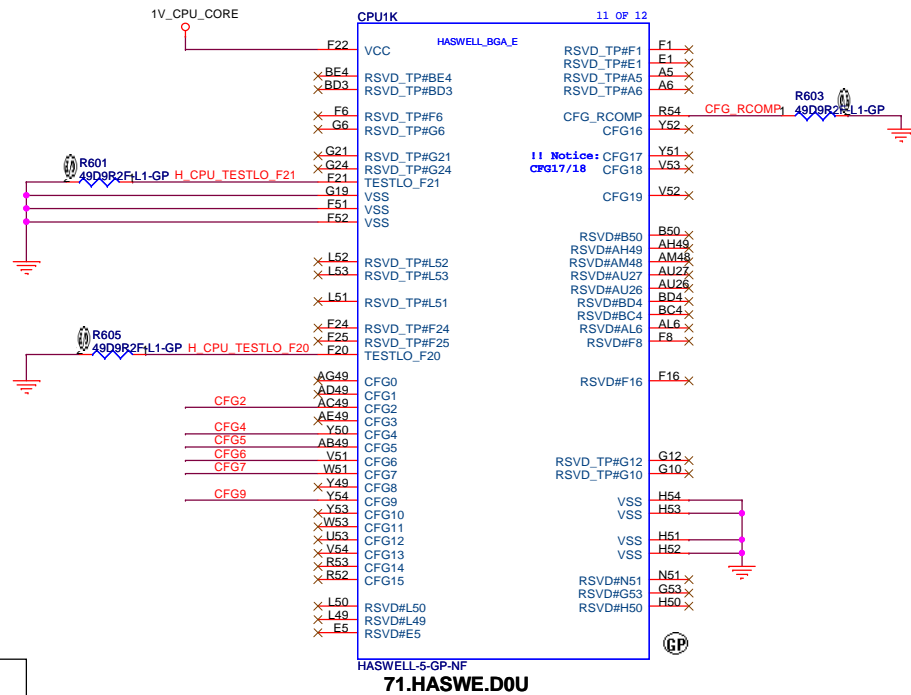 1V_CPU_CORE
CPU1K 11 OF 12
HASWELL_BGA_E
F22 VCC
BE4 RSVD_TP#BE4
BD3 RSVD_TP#BD3
F6 RSVD_TP#F6
G6 RSVD_TP#G6
G21 RSVD_TP#G21
G24 RSVD_TP#G24
R601
49D9R2F-L1-GP H_CPU_TESTLO_F21 F21 TESTLO_F21
G19 VSS
F51 VSS
F52 VSS
L52 RSVD_TP#L52
L53 RSVD_TP#L53
L51 RSVD_TP#L51
F24 RSVD_TP#F24
F25 RSVD_TP#F25
R605
49D9R2F-L1-GP H_CPU_TESTLO_F20 F20 TESTLO_F20
AG49 CFG0
AD49 CFG1
CFG2 AC49 CFG2
AE49 CFG3
CFG4 Y50 CFG4
CFG5 AB49 CFG5
CFG6 V51 CFG6
CFG7 W51 CFG7
Y49 CFG8
CFG9 Y54 CFG9
Y53 CFG10
W53 CFG11
U53 CFG12
V54 CFG13
R53 CFG14
R52 CFG15
L50 RSVD#L50
L49 RSVD#L49
E5 RSVD#E5
RSVD_TP#F1 F1
RSVD_TP#E1 E1
RSVD_TP#A5 A5
RSVD_TP#A6 A6
R603
CFG_RCOMP R54 CFG_RCOMP 1 49D9R2F-L1-GP
CFG16 Y52
!! Notice: CFG17 Y51
CFG17/18 CFG18 V53
CFG19 V52
RSVD#B50 B50
RSVD#AH49 AH49
RSVD#AM48 AM48
RSVD#AU27 AU27
RSVD#AU26 AU26
RSVD#BD4 BD4
RSVD#BC4 BC4
RSVD#AL6 AL6
RSVD#F8 F8
RSVD#F16 F16
RSVD_TP#G12 G12
RSVD_TP#G10 G10
VSS H54
VSS H53
VSS H51
VSS H52
RSVD#N51 N51
RSVD#G53 G53
RSVD#H50 H50
GP
HASWELL-5-GP-NF
71.HASWE.D0U